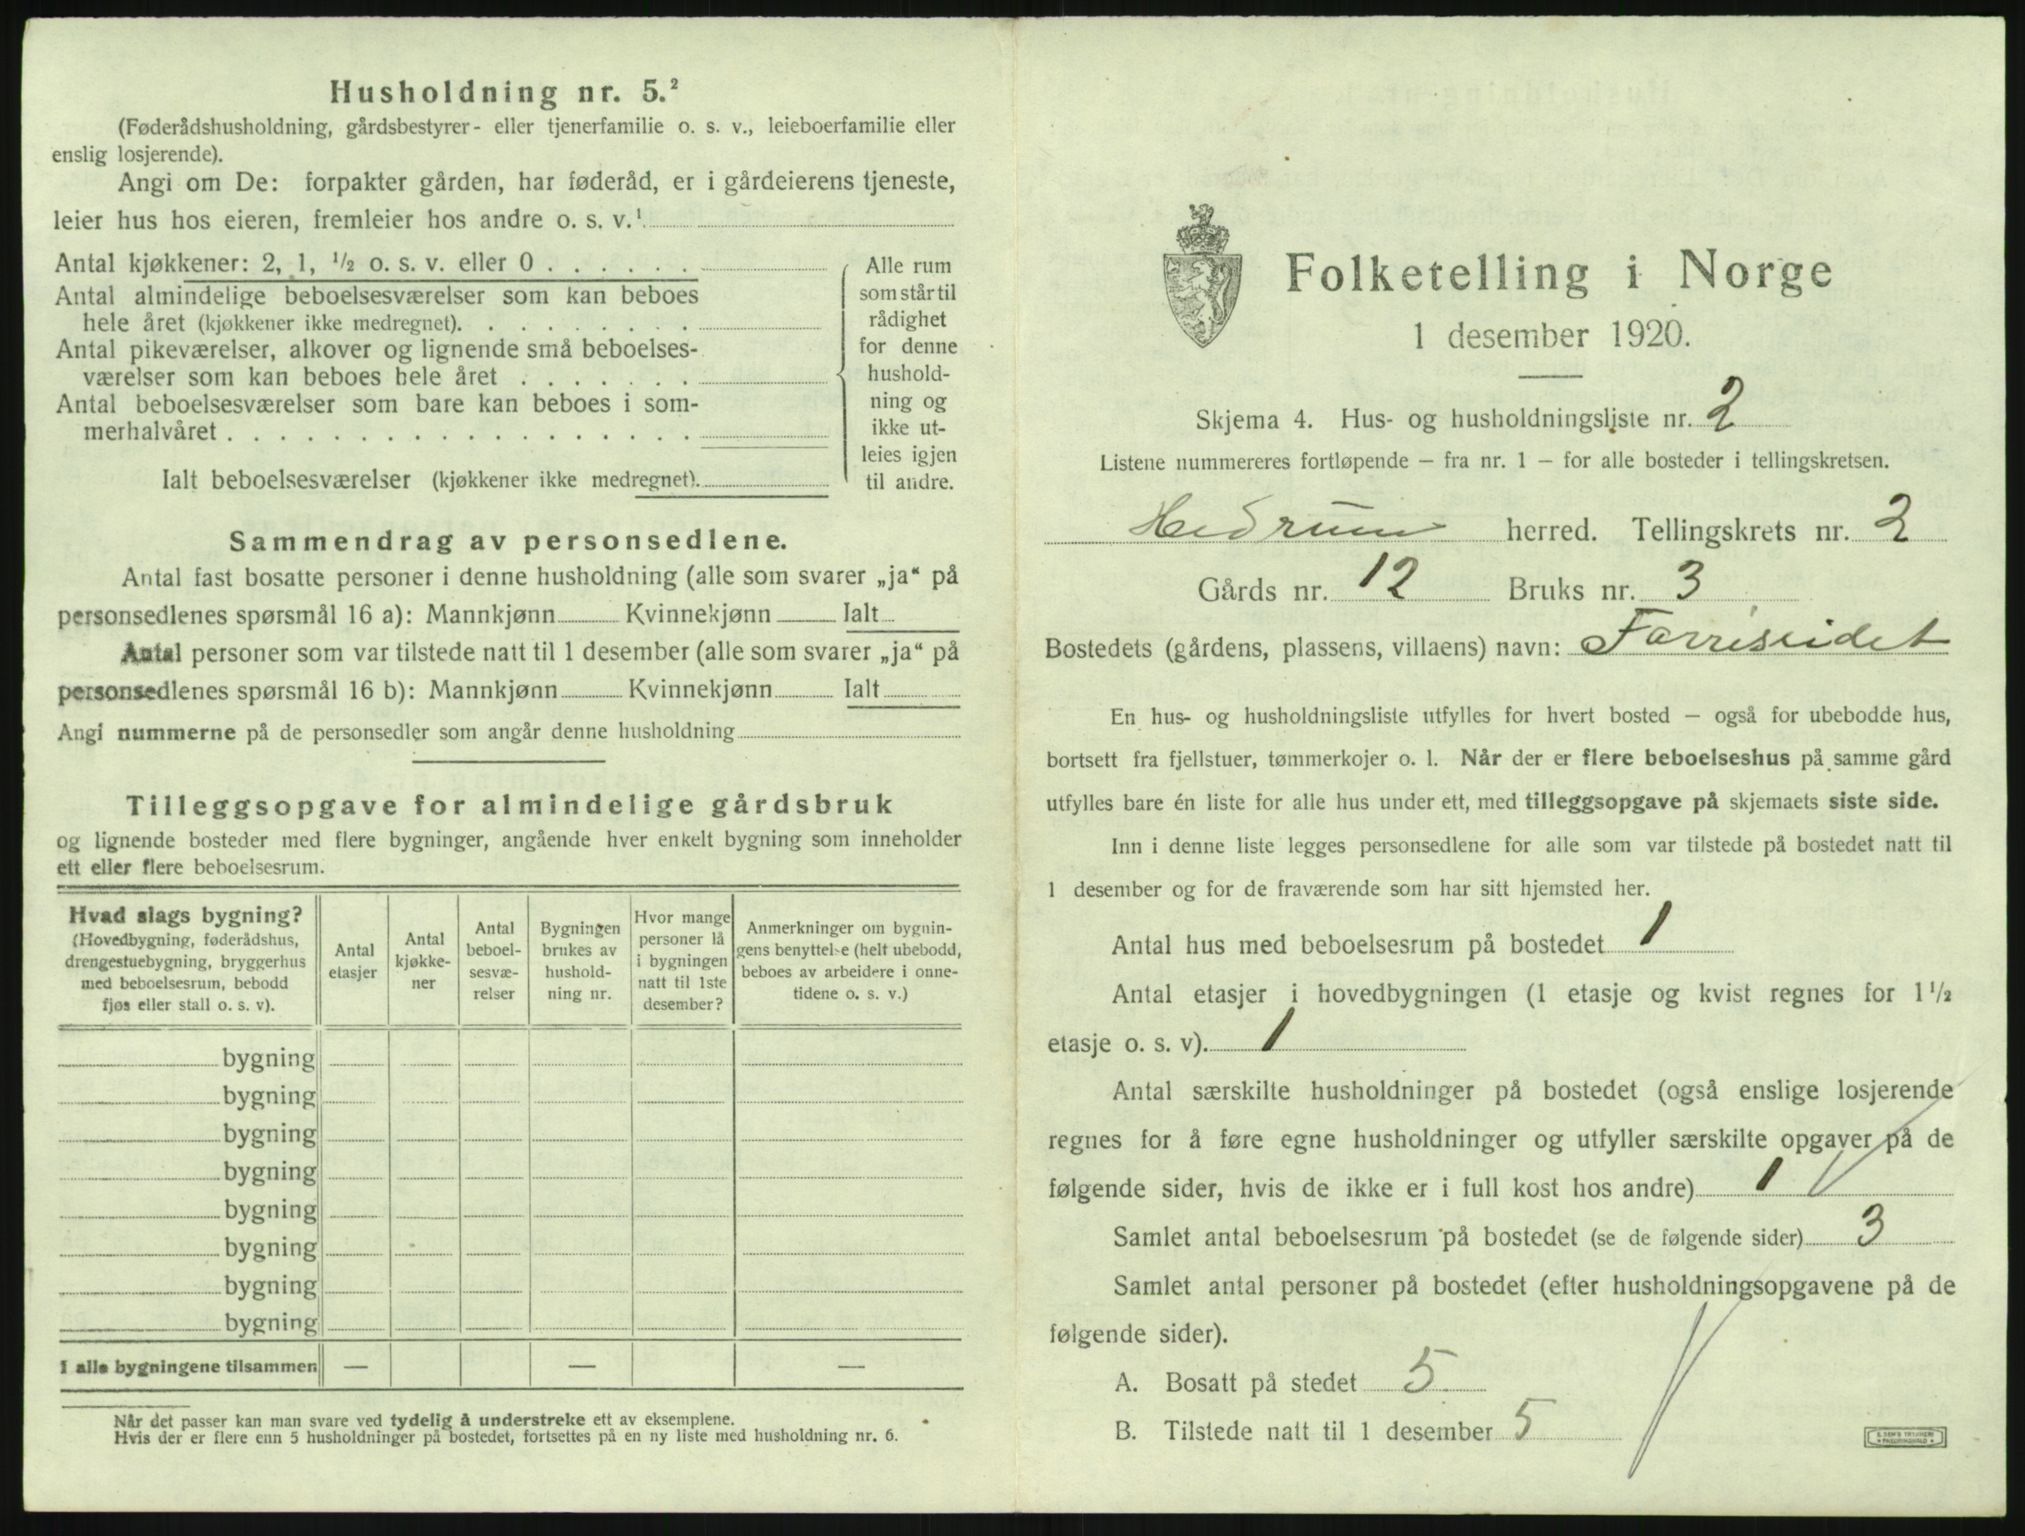 Husholdning nr. 5.²
(Føderådshusholdning, gårdsbestyrer- eller tjenerfamilie o. s. v., leieboerfamilie eller
enslig losjerende).
Angi om De: forpakter gården, har føderåd, er i gårdeierens tjeneste,
leier hus hos eieren, fremleier hos andre o. s. v.¹
Antal kjøkkener: 2, 1, ½ o. s. v. eller 0 . . . . . .
Antal almindelige beboelsesværelser som kan beboes
hele året (kjøkkener ikke medregnet). . . . . . . . .
Antal pikeværelser, alkover og lignende små beboelses-
værelser som kan beboes hele året . . . . . . .
Antal beboelsesværelser som bare kan beboes i som-
merhalvåret . . . . . . . . . . . . . . . . . .
Ialt beboelsesværelser (kjøkkener ikke medregnet).
Alle rum
som står til
rådighet
for denne
hushold-
ning og
ikke ut-
leies igjen
til andre.
Sammendrag av personsedlene.
Antal fast bosatte personer i denne husholdning (alle som svarer „ja“ på
personsedlenes spørsmål 16 a): Mannkjønn Kvinnekjønn Ialt
Antal personer som var tilstede natt til 1 desember (alle som svarer „ja“ på
personsedlenes spørsmål 16 b): Mannkjønn Kvinnekjønn Ialt
Angi nummerne på de personsedler som angår denne husholdning
Tilleggsopgave for almindelige gårdsbruk
og lignende bosteder med flere bygninger, angående hver enkelt bygning som inneholder
ett eller flere beboelsesrum.
Hvad slags bygning?
(Hovedbygning, føderådshus,
drengestuebygning, bryggerhus
med beboelsesrum, bebodd
fjøs eller stall o. s. v).
Antal
etasjer
Antal
kjøkke-
ner
Antal
beboel-
sesvæ-
relser
Bygningen
brukes av
hushold-
ning nr.
Hvor mange
personer lå
i bygningen
natt til 1ste
desember?
Anmerkninger om bygnin-
gens benyttelse (helt ubebodd,
beboes av arbeidere i onne-
tidene o. s. v.)
bygning
bygning
bygning
bygning
bygning
bygning
bygning
bygning
I alle bygningene tilsammen — — —
Når det passer kan man svare ved tydelig å understreke ett av eksemplene.
Hvis der er flere enn 5 husholdninger på bostedet, fortsettes på en ny liste med husholdning nr. 6.
Folketelling i Norge
1 desember 1920.
Skjema 4. Hus- og husholdningsliste nr. 2
Listene nummereres fortløpende — fra nr. 1 — for alle bosteder i tellingskretsen.
Hedrum herred. Tellingskrets nr. 2
Gårds nr. 12 Bruks nr. 3
Bostedets (gårdens, plassens, villaens) navn: Farriseidet
En hus- og husholdningsliste utfylles for hvert bosted — også for ubebodde hus,
bortsett fra fjellstuer, tømmerkojer o. l. Når der er flere beboelseshus på samme gård
utfylles bare én liste for alle hus under ett, med tilleggsopgave på skjemaets siste side.
Inn i denne liste legges personsedlene for alle som var tilstede på bostedet natt til
1 desember og for de fraværende som har sitt hjemsted her.
Antal hus med beboelsesrum på bostedet 1
Antal etasjer i hovedbygningen (1 etasje og kvist regnes for 1½
etasje o. s. v). 1
Antal særskilte husholdninger på bostedet (også enslige losjerende
regnes for å føre egne husholdninger og utfyller særskilte opgaver på de
følgende sider, hvis de ikke er i full kost hos andre) 1
Samlet antal beboelsesrum på bostedet (se de følgende sider) 3
Samlet antal personer på bostedet (efter husholdningsopgavene på de
følgende sider).
A. Bosatt på stedet 5
B. Tilstede natt til 1 desember 5